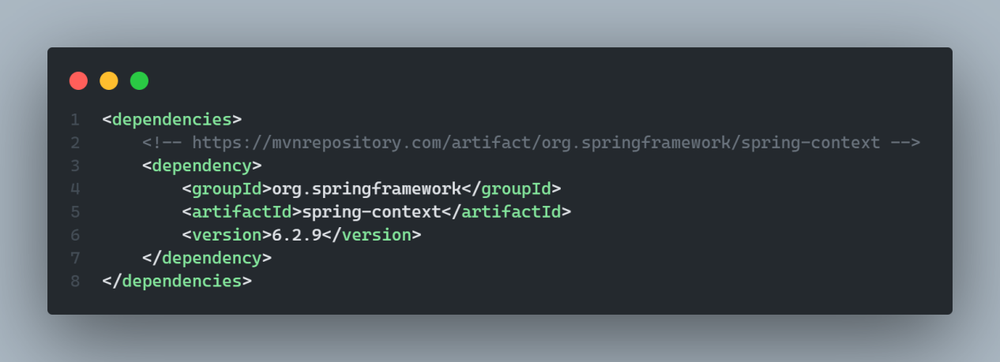 1 <dependencies>
2     <!-- https://mvnrepository.com/artifact/org.springframework/spring-context -->
3     <dependency>
4         <groupId>org.springframework</groupId>
5         <artifactId>spring-context</artifactId>
6         <version>6.2.9</version>
7     </dependency>
8 </dependencies>